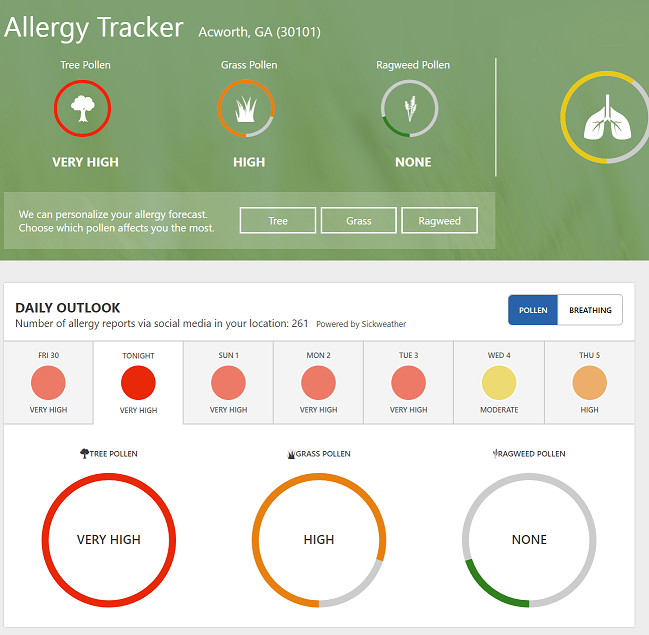 Allergy Tracker Acworth, GA (30101)
Tree Pollen Grass Pollen Ragweed Pollen
VERY HIGH HIGH NONE
We can personalize your allergy forecast.
Choose which pollen affects you the most.
Tree Grass Ragweed
DAILY OUTLOOK
Number of allergy reports via social media in your location: 261 Powered by Sickweather
POLLEN BREATHING
FRI 30 TONIGHT SUN 1 MON 2 TUE 3 WED 4 THU 5
VERY HIGH VERY HIGH VERY HIGH VERY HIGH VERY HIGH MODERATE HIGH
TREE POLLEN GRASS POLLEN RAGWEED POLLEN
VERY HIGH HIGH NONE